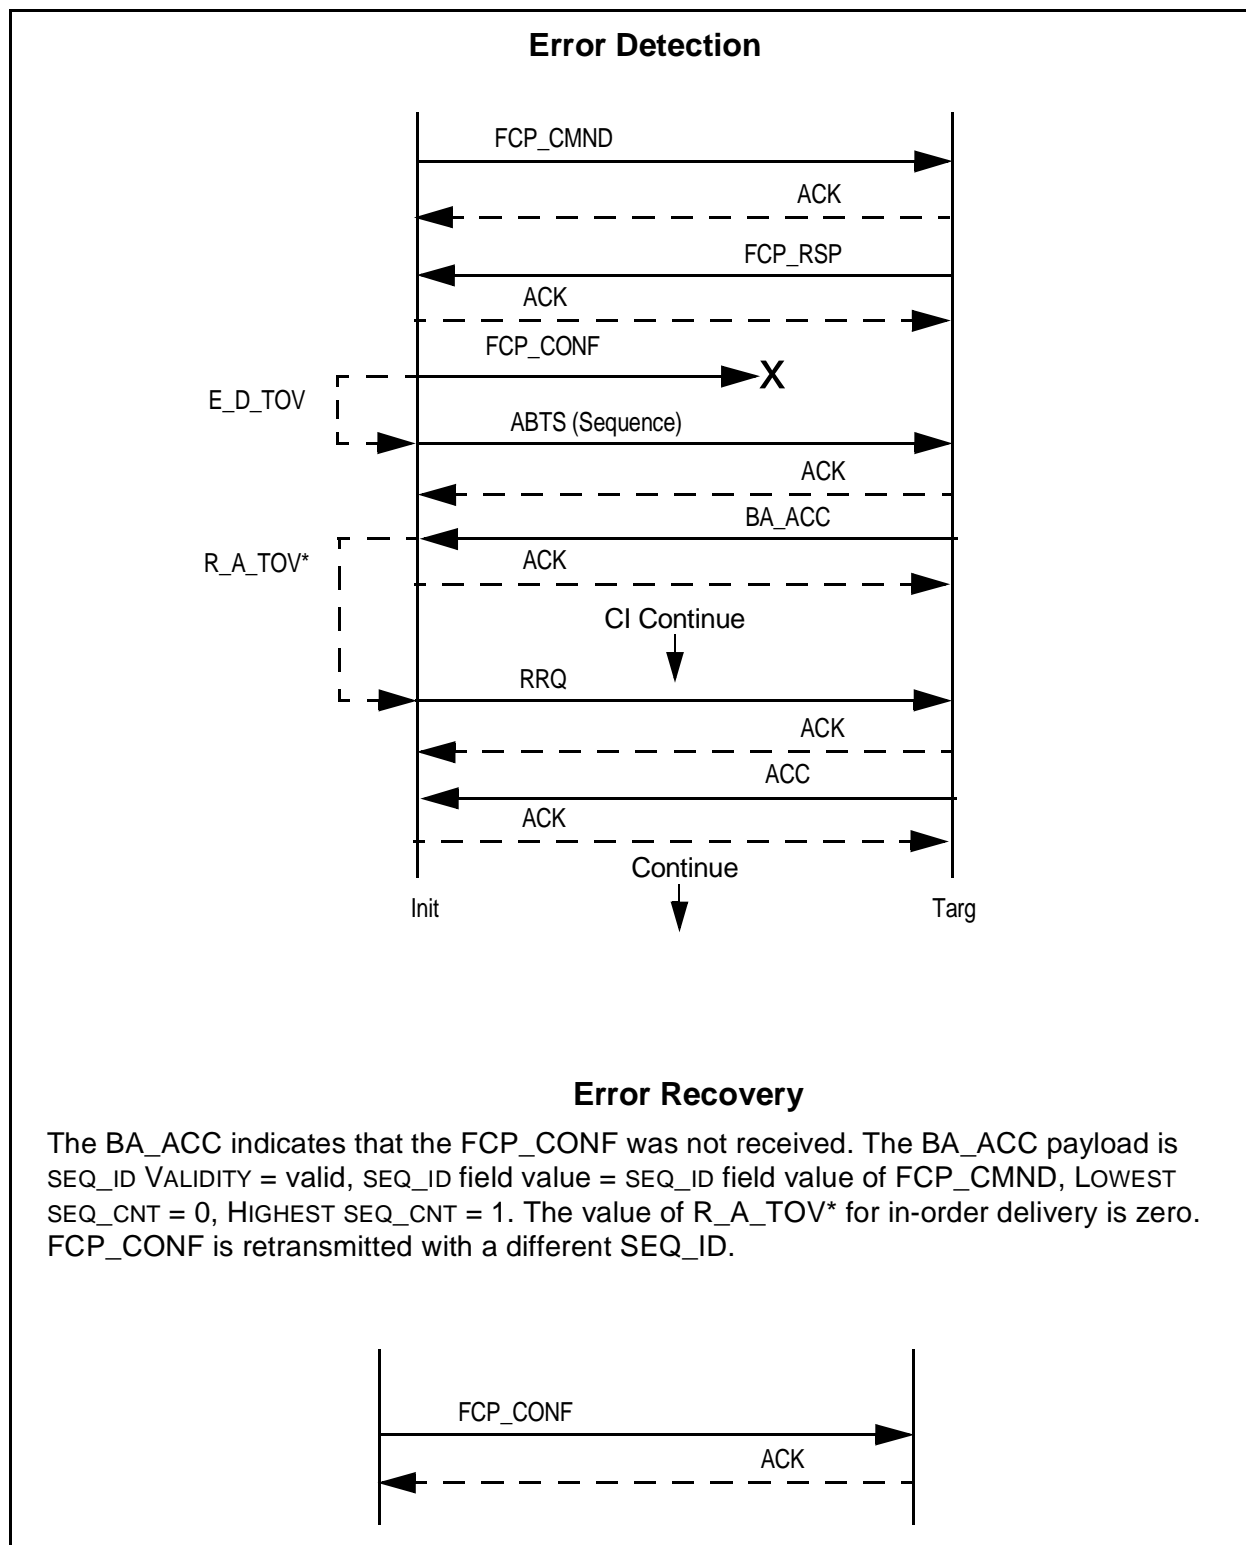 Error Detection
FCP_CMND
ACK
FCP_RSP
ACK
FCP_CONF
X
E_D_TOV
ABTS (Sequence)
ACK
BA_ACC
R_A_TOV*
ACK
CI Continue
RRQ
ACK
ACC
ACK
Continue
Init
Targ
Error Recovery
The BA_ACC indicates that the FCP_CONF was not received. The BA_ACC payload is
SEQ_ID VALIDITY = valid, SEQ_ID field value = SEQ_ID field value of FCP_CMND, LOWEST
SEQ_CNT = 0, HIGHEST SEQ_CNT = 1. The value of R_A_TOV* for in-order delivery is zero.
FCP_CONF is retransmitted with a different SEQ_ID.
FCP_CONF
ACK